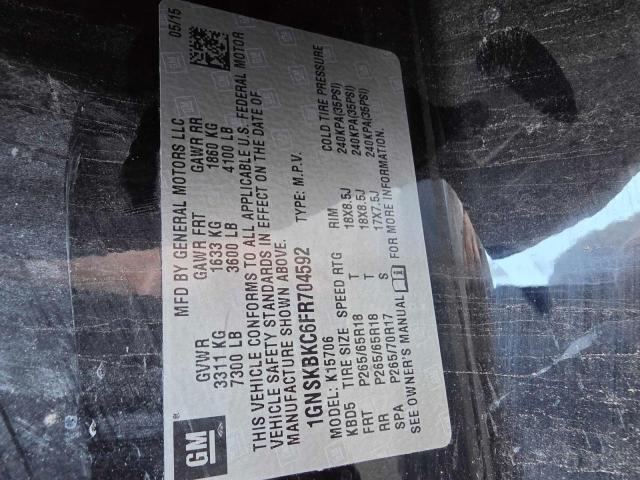 GM®
MFD BY GENERAL MOTORS LLC 05/15
GVWR GAWR FRT GAWR RR
3311 KG 1633 KG 1860 KG
7300 LB 3600 LB 4100 LB
THIS VEHICLE CONFORMS TO ALL APPLICABLE U.S. FEDERAL MOTOR
VEHICLE SAFETY STANDARDS IN EFFECT ON THE DATE OF
MANUFACTURE SHOWN ABOVE.
1GNSKBKC6FR704592 TYPE: M.P.V.
MODEL: K15706
KBD5 TIRE SIZE SPEED RTG RIM COLD TIRE PRESSURE
FRT P265/65R18 T 18X8.5J 240KPA(35PSI)
RR P265/65R18 T 18X8.5J 240KPA(35PSI)
SPA P265/70R17 S 17X7.5J 240KPA(35PSI)
SEE OWNER'S MANUAL FOR MORE INFORMATION.